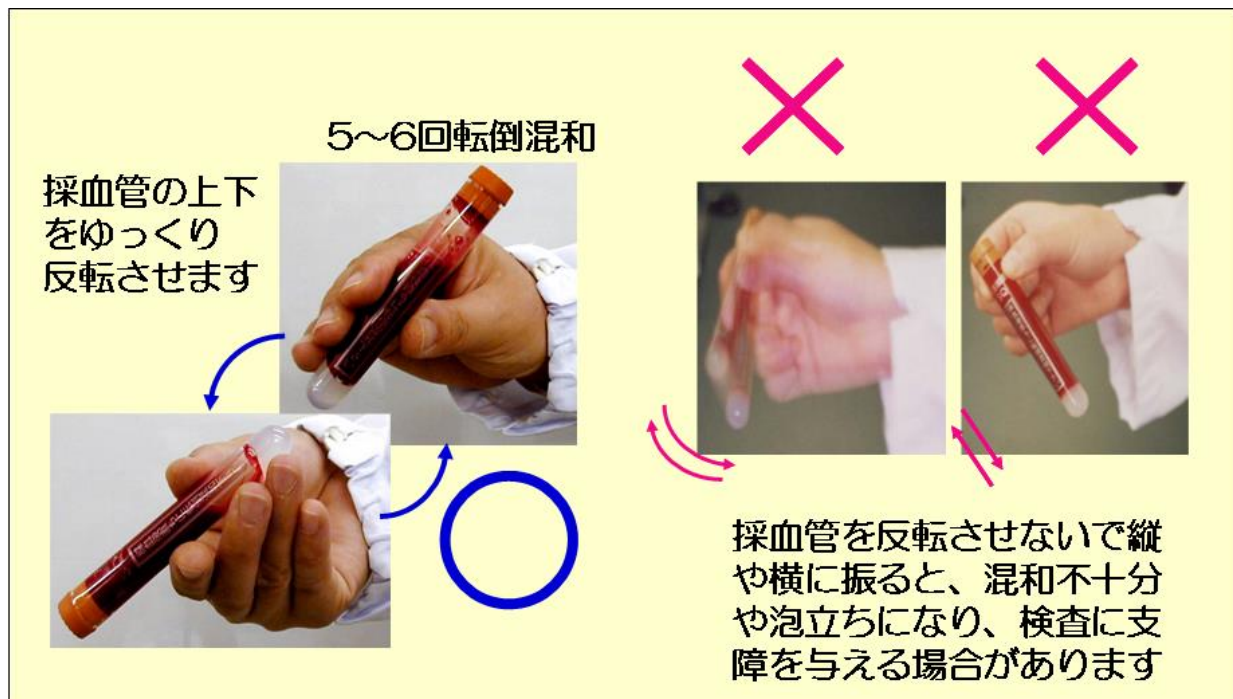 5～6回転倒混和
採血管の上下
をゆっくり
反転させます
採血管を反転させないで縦
や横に振ると、混和不十分
や泡立ちになり、検査に支
障を与える場合があります